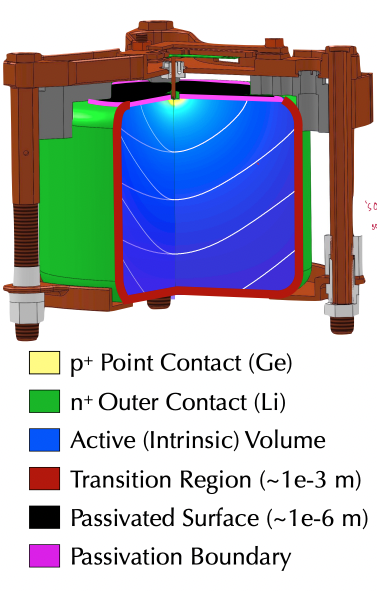 p+ Point Contact (Ge)
n+ Outer Contact (Li)
Active (Intrinsic) Volume
Transition Region (~1e-3 m)
Passivated Surface (~1e-6 m)
Passivation Boundary